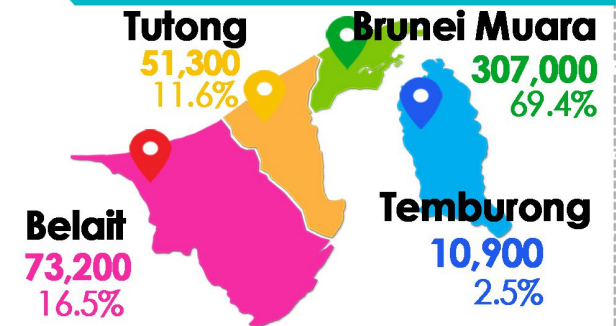 Tutong
51,300
11.6%
Brunei Muara
307,000
69.4%
Belait
73,200
16.5%
Temburong
10,900
2.5%